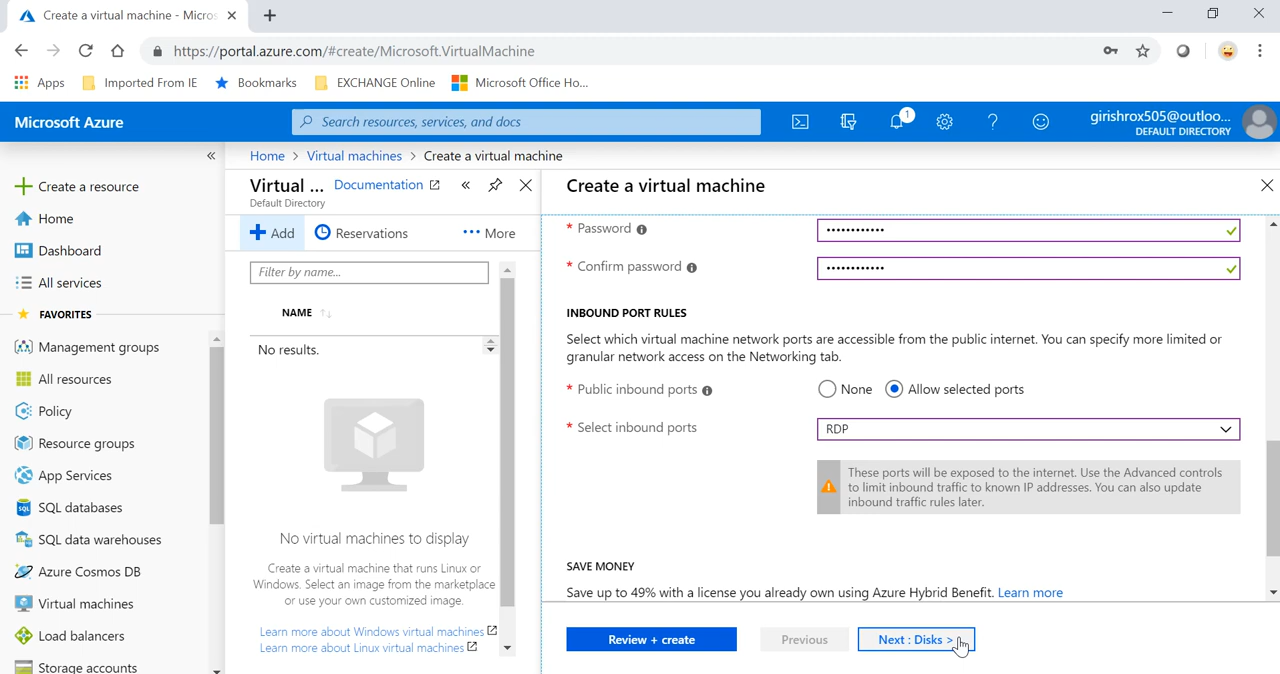 Create a virtual machine - Micros
https://portal.azure.com/#create/Microsoft.VirtualMachine
Apps
Imported From IE
Bookmarks
EXCHANGE Online
Microsoft Office Ho...
Microsoft Azure
Search resources, services, and docs
1
girishrox505@outloo...
DEFAULT DIRECTORY
Create a resource
Home
Dashboard
All services
FAVORITES
Management groups
All resources
Policy
Resource groups
App Services
SQL databases
SQL data warehouses
Azure Cosmos DB
Virtual machines
Load balancers
Storage accounts
Home > Virtual machines > Create a virtual machine
Virtual ...
Documentation
Default Directory
Add
Reservations
More
Filter by name...
NAME
No results.
No virtual machines to display
Create a virtual machine that runs Linux or
Windows. Select an image from the marketplace
or use your own customized image.
Learn more about Windows virtual machines
Learn more about Linux virtual machines
Create a virtual machine
* Password
* Confirm password
INBOUND PORT RULES
Select which virtual machine network ports are accessible from the public internet. You can specify more limited or
granular network access on the Networking tab.
* Public inbound ports
None
Allow selected ports
* Select inbound ports
RDP
These ports will be exposed to the internet. Use the Advanced controls
to limit inbound traffic to known IP addresses. You can also update
inbound traffic rules later.
SAVE MONEY
Save up to 49% with a license you already own using Azure Hybrid Benefit. Learn more
Review + create
Previous
Next : Disks >